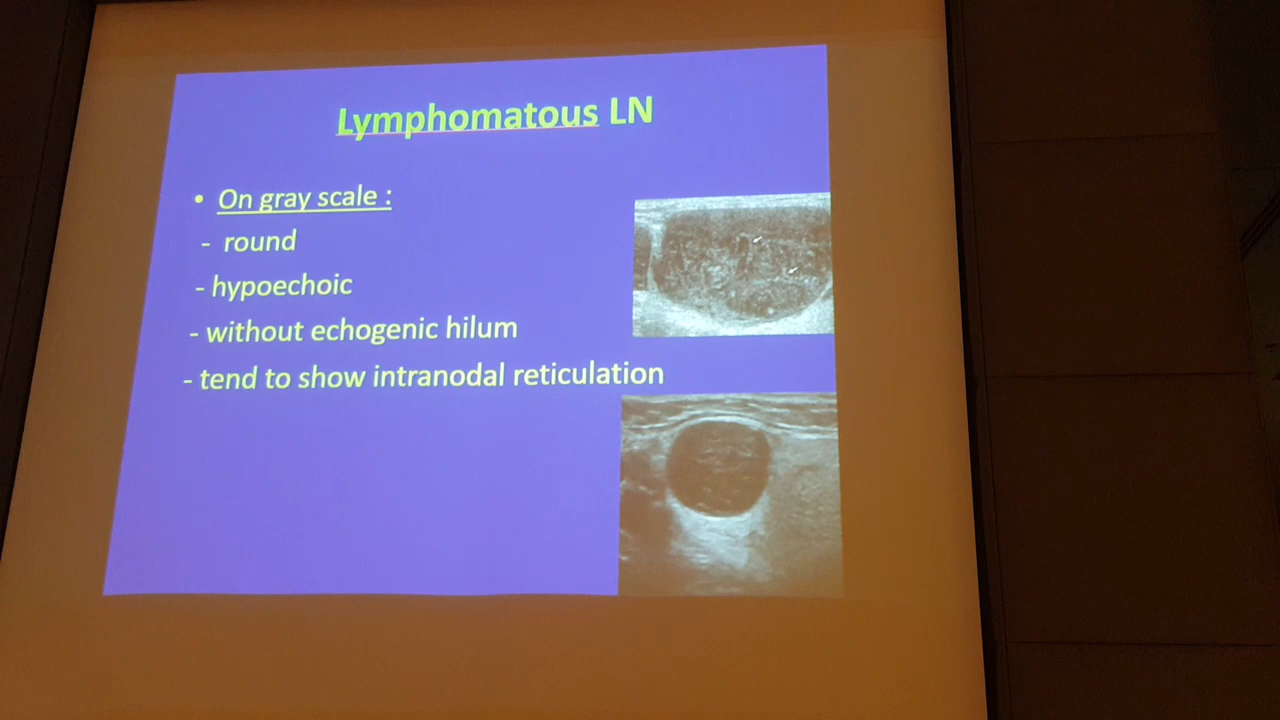 Lymphomatous LN
• On gray scale :
- round
- hypoechoic
- without echogenic hilum
- tend to show intranodal reticulation